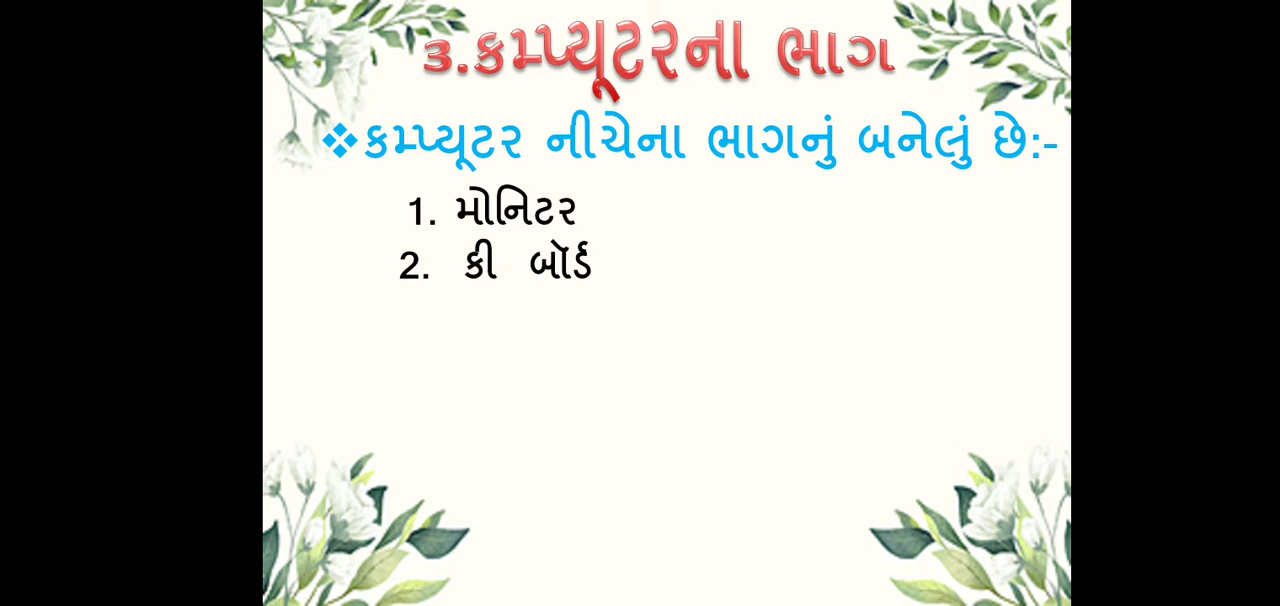 ૩.કમ્પ્યૂટરના ભાગ
❖કમ્પ્યૂટર નીચેના ભાગનું બનેલું છે:-
1. મોનિટર
2. કી બૉર્ડ